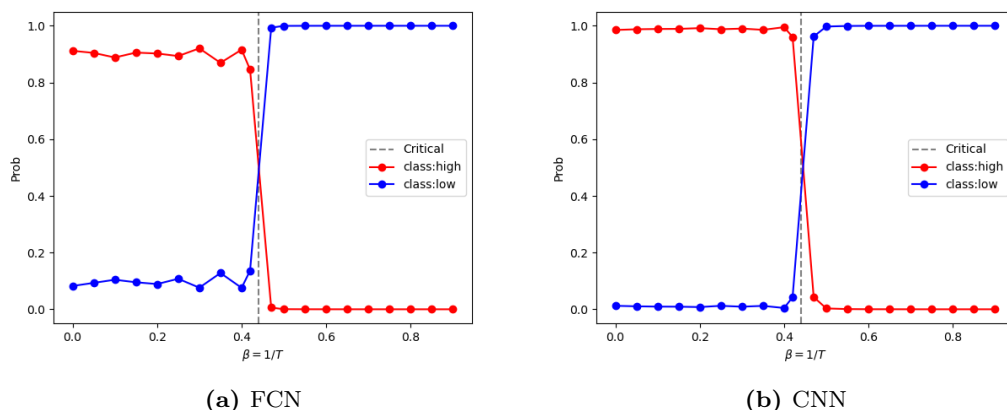 1.0
0.8
0.6
0.4
0.2
0.0
Prob
Critical
class:high
class:low
0.0 0.2 0.4 0.6 0.8
β = 1/T
(a) FCN
1.0
0.8
0.6
0.4
0.2
0.0
Prob
Critical
class:high
class:low
0.0 0.2 0.4 0.6 0.8
β = 1/T
(b) CNN